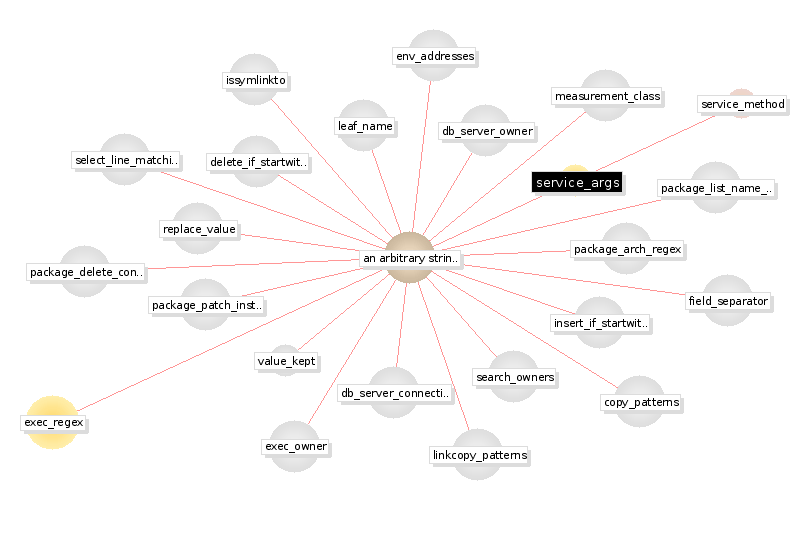 env_addresses
issymlinkto
measurement_class
service_method
leaf_name
db_server_owner
select_line_matchi..
delete_if_startwit..
service_args
package_list_name_..
replace_value
package_arch_regex
an arbitrary strin..
package_delete_con..
package_patch_inst..
field_separator
insert_if_startwit..
value_kept
search_owners
db_server_connecti..
copy_patterns
exec_regex
exec_owner
linkcopy_patterns